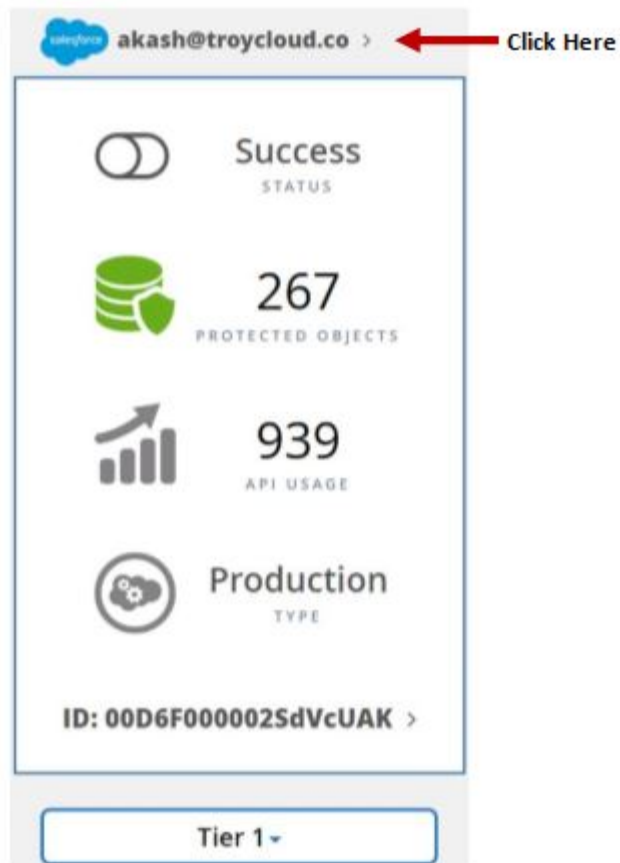 salesforce akash@troycloud.co > Click Here
Success
STATUS
267
PROTECTED OBJECTS
939
API USAGE
Production
TYPE
ID: 00D6F000002SdVcUAK >
Tier 1